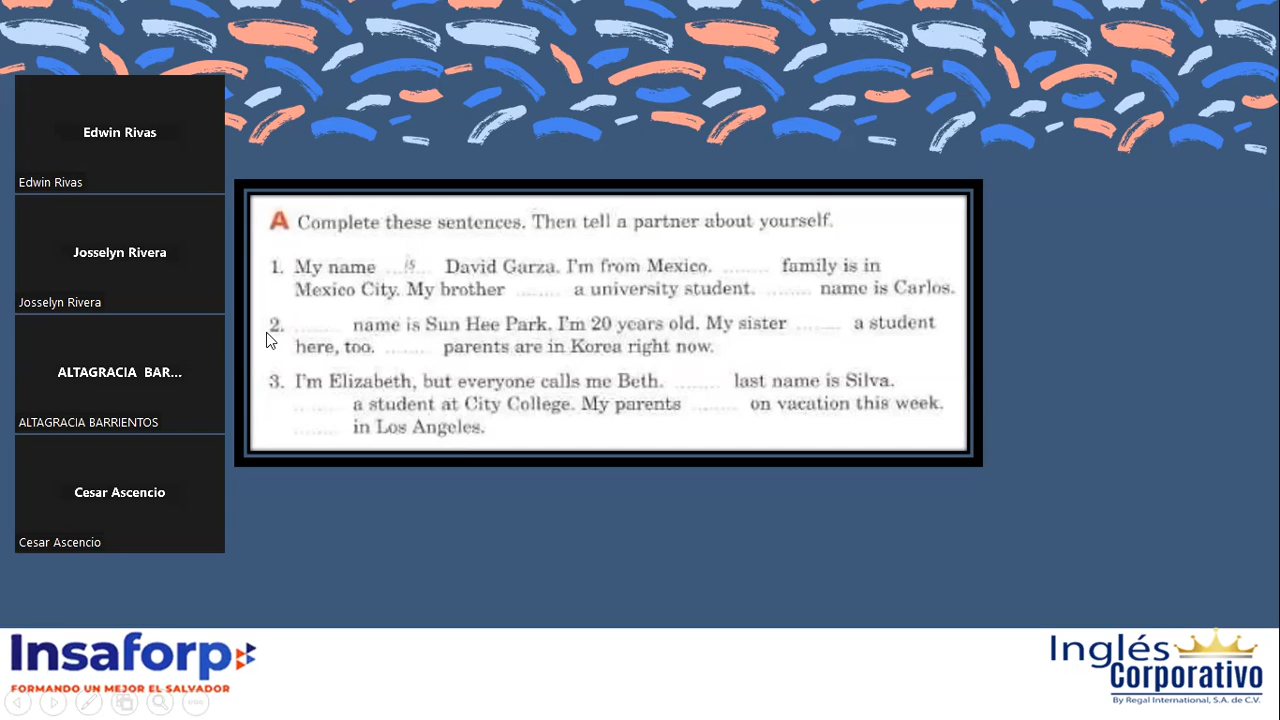 Edwin Rivas
Edwin Rivas
Josselyn Rivera
Josselyn Rivera
ALTAGRACIA BAR...
ALTAGRACIA BARRIENTOS
Cesar Ascencio
Cesar Ascencio
A Complete these sentences. Then tell a partner about yourself.
1. My name ...is... David Garza. I'm from Mexico. ........ family is in
Mexico City. My brother ........ a university student. ........ name is Carlos.
2. ........ name is Sun Hee Park. I'm 20 years old. My sister ........ a student
here, too. ........ parents are in Korea right now.
3. I'm Elizabeth, but everyone calls me Beth. ........ last name is Silva.
........ a student at City College. My parents ........ on vacation this week.
........ in Los Angeles.
Insaforp
FORMANDO UN MEJOR EL SALVADOR
Inglés
Corporativo
By Regal International, S.A. de C.V.